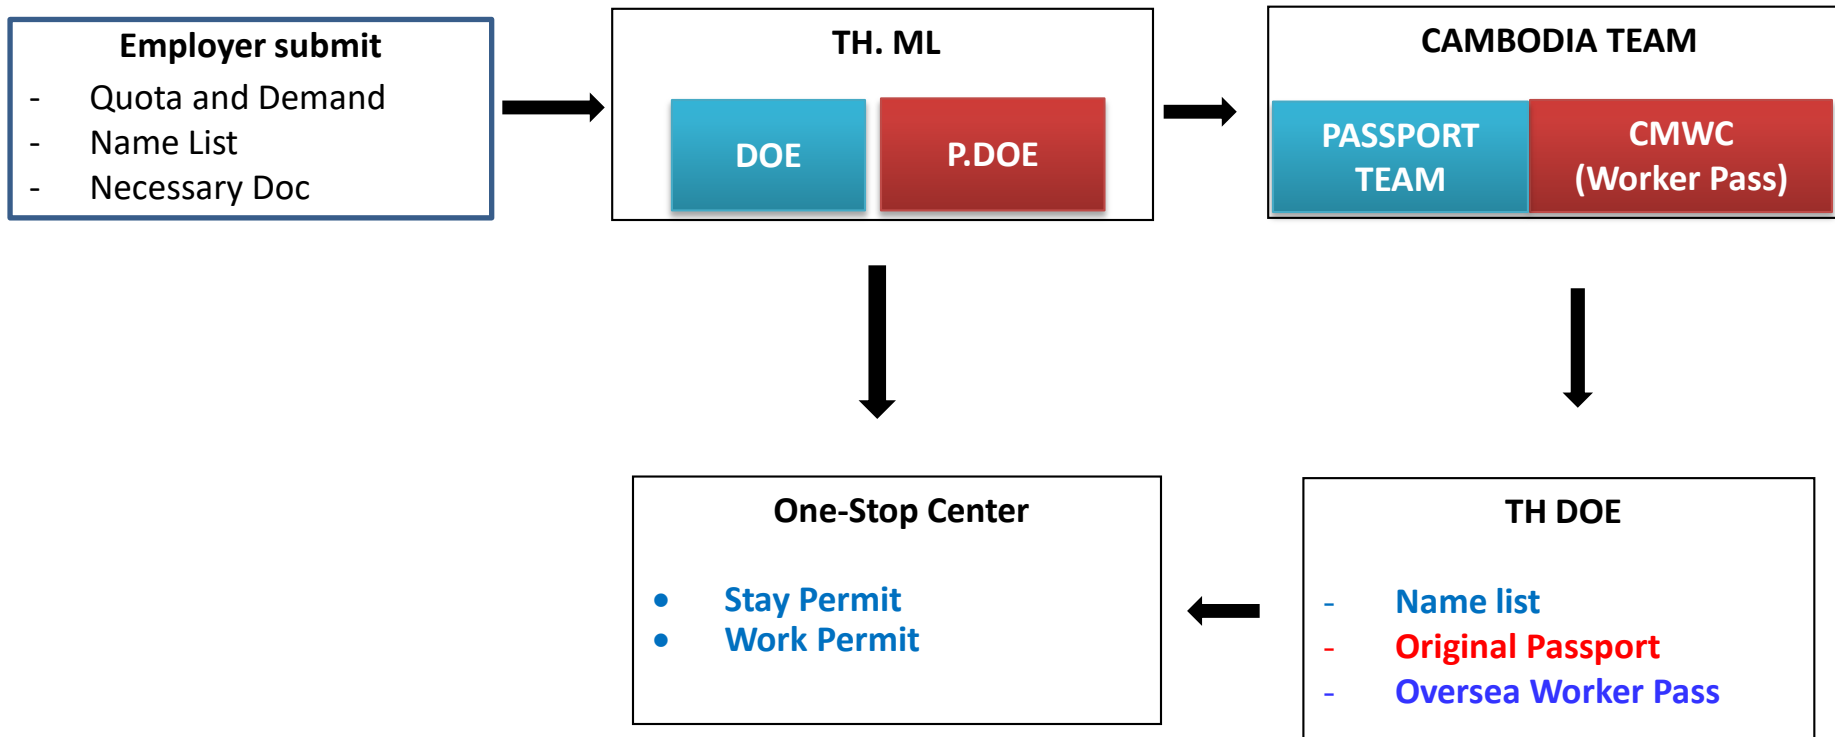 Employer submit
- Quota and Demand
- Name List
- Necessary Doc
TH. ML
DOE
P.DOE
CAMBODIA TEAM
PASSPORT
TEAM
CMWC
(Worker Pass)
One-Stop Center
• Stay Permit
• Work Permit
TH DOE
- Name list
- Original Passport
- Oversea Worker Pass